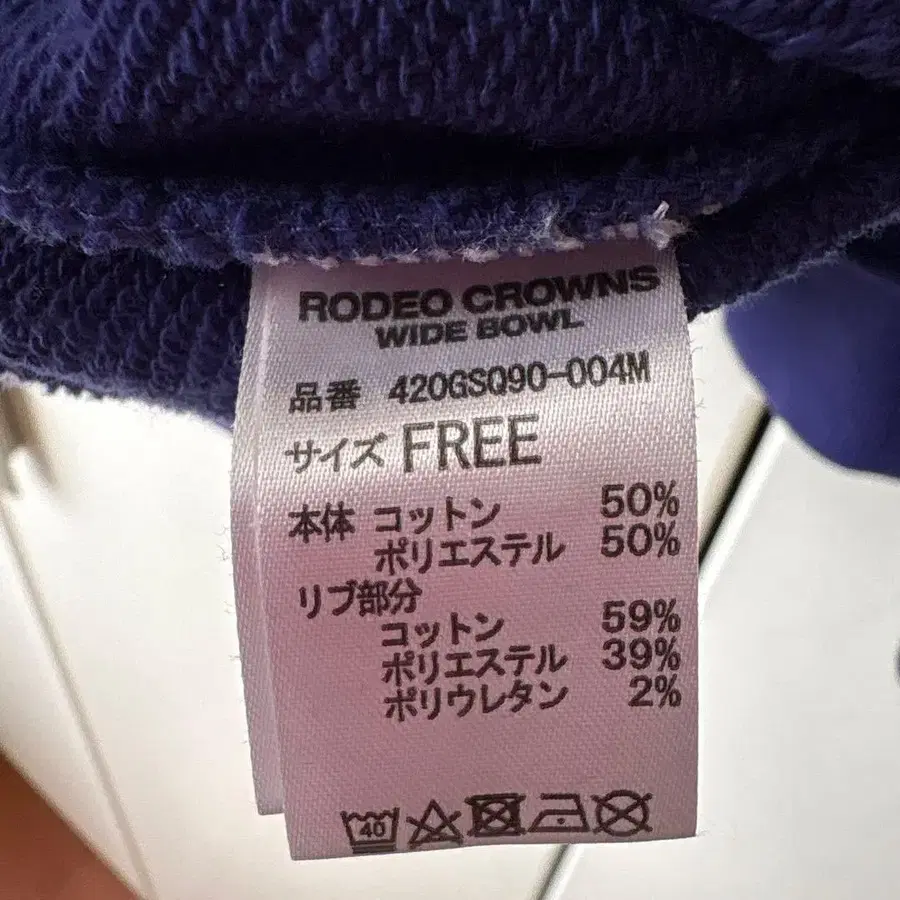 RODEO CROWNS
WIDE BOWL
品番 420GSQ90-004M
サイズ FREE
本体 コットン 50%
ポリエステル 50%
リブ部分
コットン 59%
ポリエステル 39%
ポリウレタン 2%
40